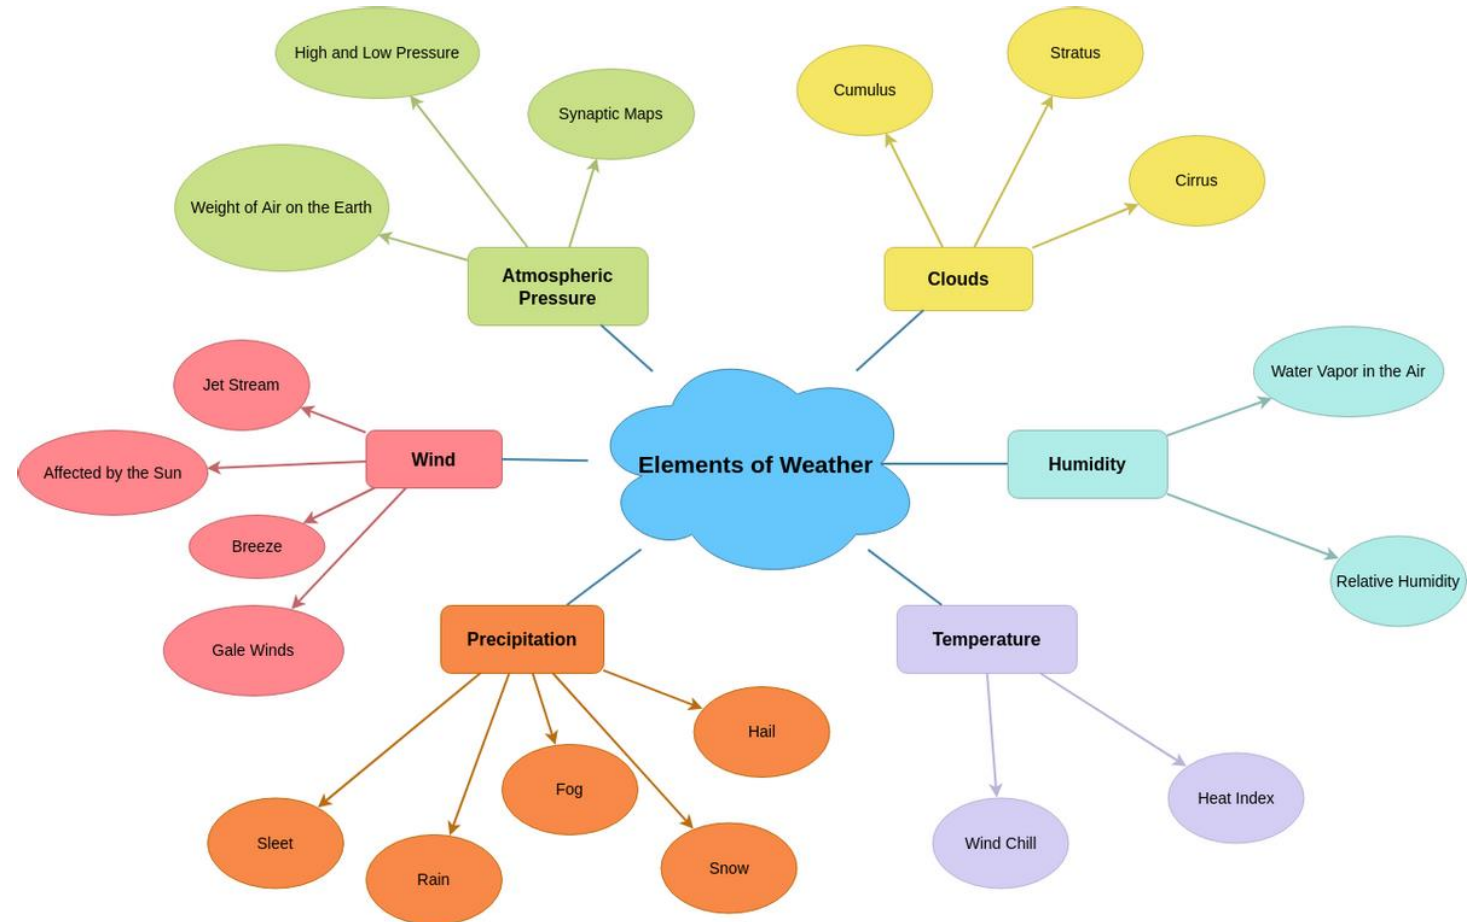 High and Low Pressure
Synaptic Maps
Weight of Air on the Earth
Atmospheric
Pressure
Cumulus
Stratus
Cirrus
Clouds
Jet Stream
Affected by the Sun
Breeze
Gale Winds
Wind
Elements of Weather
Humidity
Water Vapor in the Air
Relative Humidity
Precipitation
Sleet
Rain
Fog
Snow
Hail
Temperature
Wind Chill
Heat Index